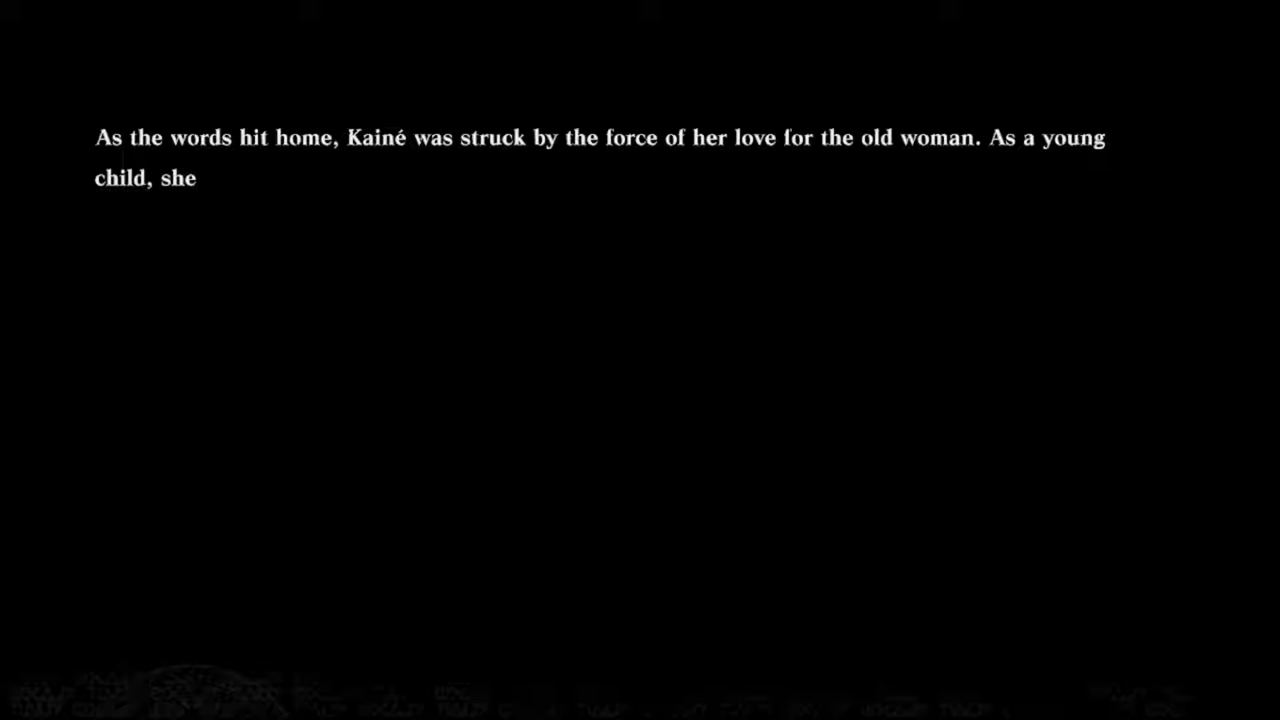 As the words hit home, Kainé was struck by the force of her love for the old woman. As a young
child, she